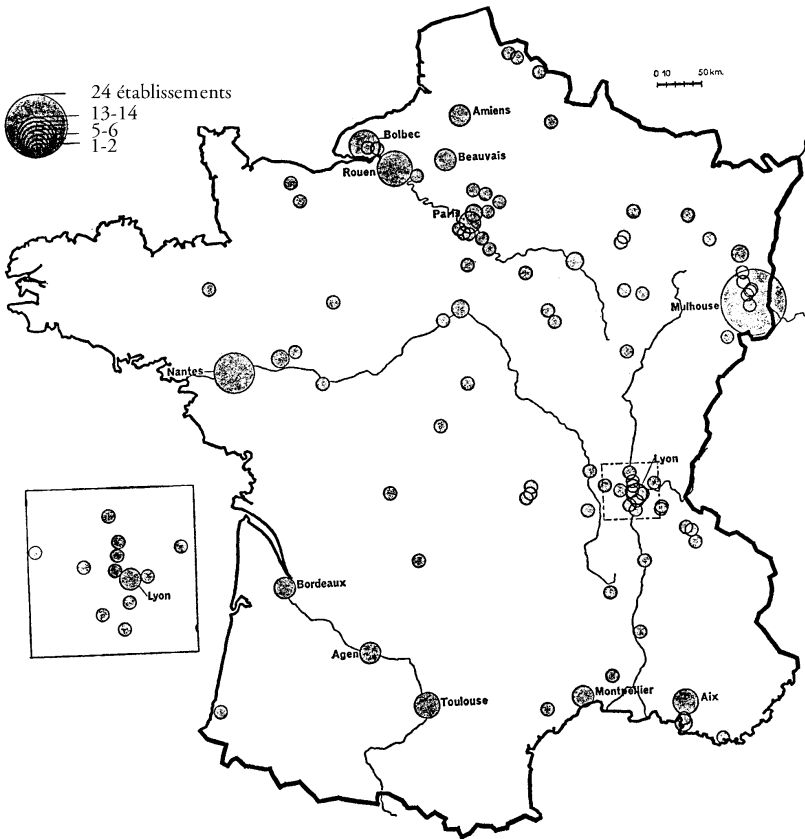 24 établissements
13-14
5-6
1-2
0 10 50 km.
Amiens
Bolbec
Beauvais
Rouen
Paris
Mulhouse
Nantes
Lyon
Lyon
Bordeaux
Agen
Toulouse
Montpellier
Aix